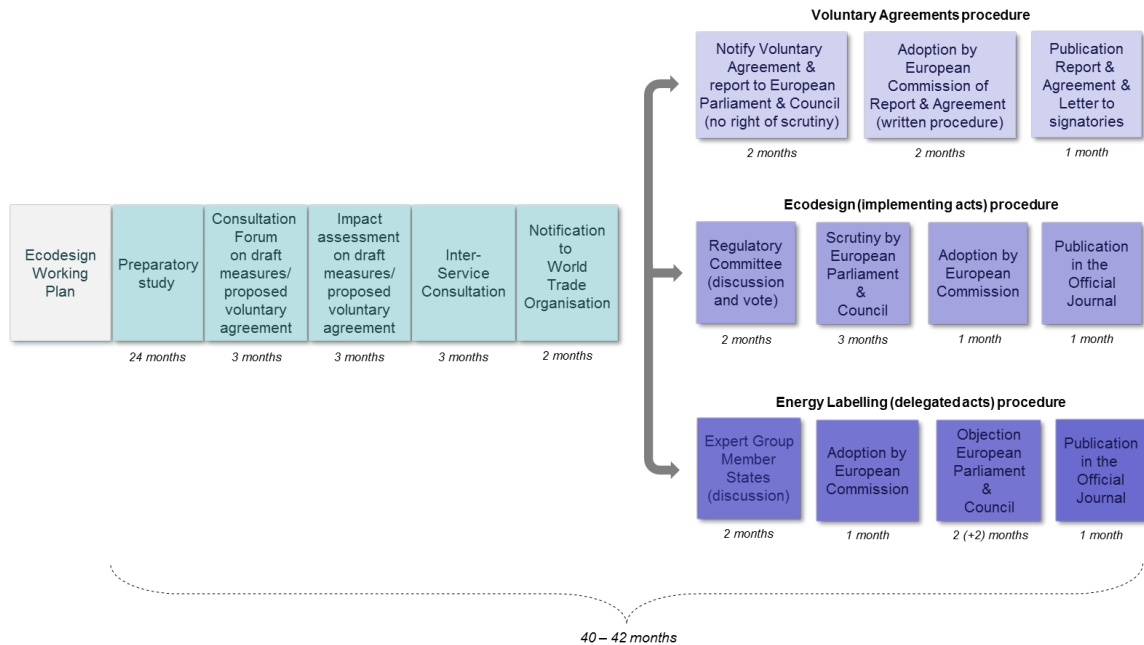 Voluntary Agreements procedure
Notify Voluntary
Agreement &
report to European
Parliament & Council
(no right of scrutiny)
2 months
Adoption by
European
Commission of
Report & Agreement
(written procedure)
2 months
Publication
Report &
Agreement &
Letter to
signatories
1 month
Ecodesign
Working
Plan
Preparatory
study
24 months
Consultation
Forum
on draft
measures/
proposed
voluntary
agreement
3 months
Impact
assessment
on draft
measures/
proposed
voluntary
agreement
3 months
Inter-
Service
Consultation
3 months
Notification
to
World
Trade
Organisation
2 months
Ecodesign (implementing acts) procedure
Regulatory
Committee
(discussion
and vote)
2 months
Scrutiny by
European
Parliament
&
Council
3 months
Adoption by
European
Commission
1 month
Publication
in the
Official
Journal
1 month
Energy Labelling (delegated acts) procedure
Expert Group
Member
States
(discussion)
2 months
Adoption by
European
Commission
1 month
Objection
European
Parliament
&
Council
2 (+2) months
Publication
in the
Official
Journal
1 month
40 – 42 months